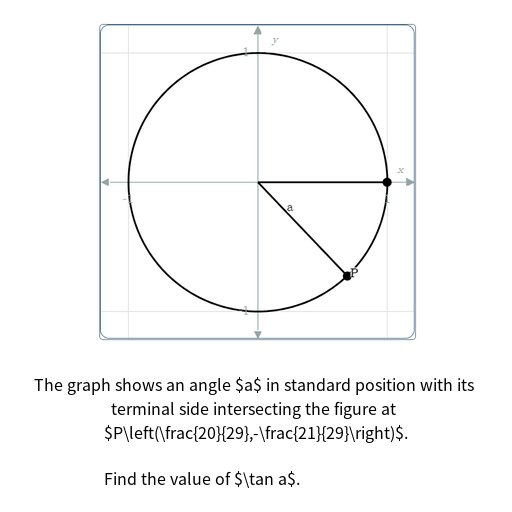 y
1
x
-1
1
a
P
-1
The graph shows an angle $a$ in standard position with its
terminal side intersecting the figure at
$P\left(\frac{20}{29},-\frac{21}{29}\right)$.
Find the value of $\tan a$.